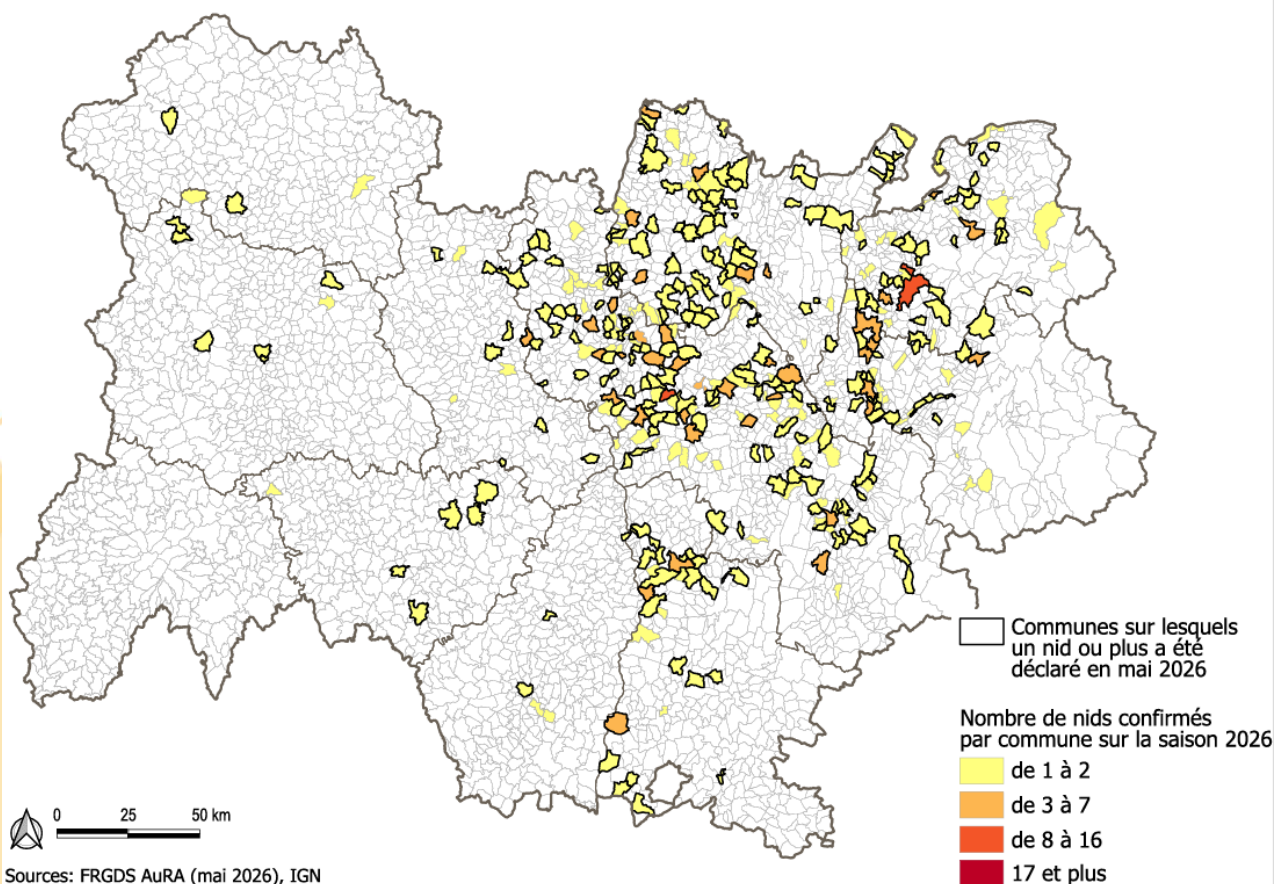 Communes sur lesquels
un nid ou plus a été
déclaré en mai 2026
Nombre de nids confirmés
par commune sur la saison 2026
de 1 à 2
de 3 à 7
de 8 à 16
17 et plus
0 25 50 km
Sources: FRGDS AuRA (mai 2026), IGN